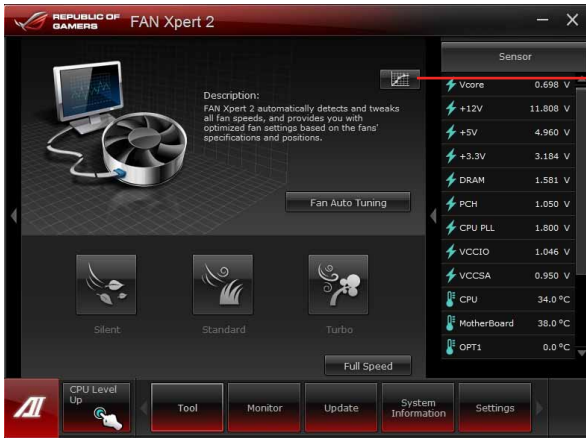 REPUBLIC OF
GAMERS
FAN Xpert 2
Description:
FAN Xpert 2 automatically detects and tweaks
all fan speeds, and provides you with
optimized fan settings based on the fans'
specifications and positions.
Fan Auto Tuning
Silent
Standard
Turbo
Full Speed
Sensor
Vcore 0.698 V
+12V 11.808 V
+5V 4.960 V
+3.3V 3.184 V
DRAM 1.581 V
PCH 1.050 V
CPU PLL 1.800 V
VCCIO 1.046 V
VCCSA 0.950 V
CPU 34.0 ºC
MotherBoard 38.0 ºC
OPT1 0.0 ºC
AI
CPU Level
Up
Tool
Monitor
Update
System
Information
Settings